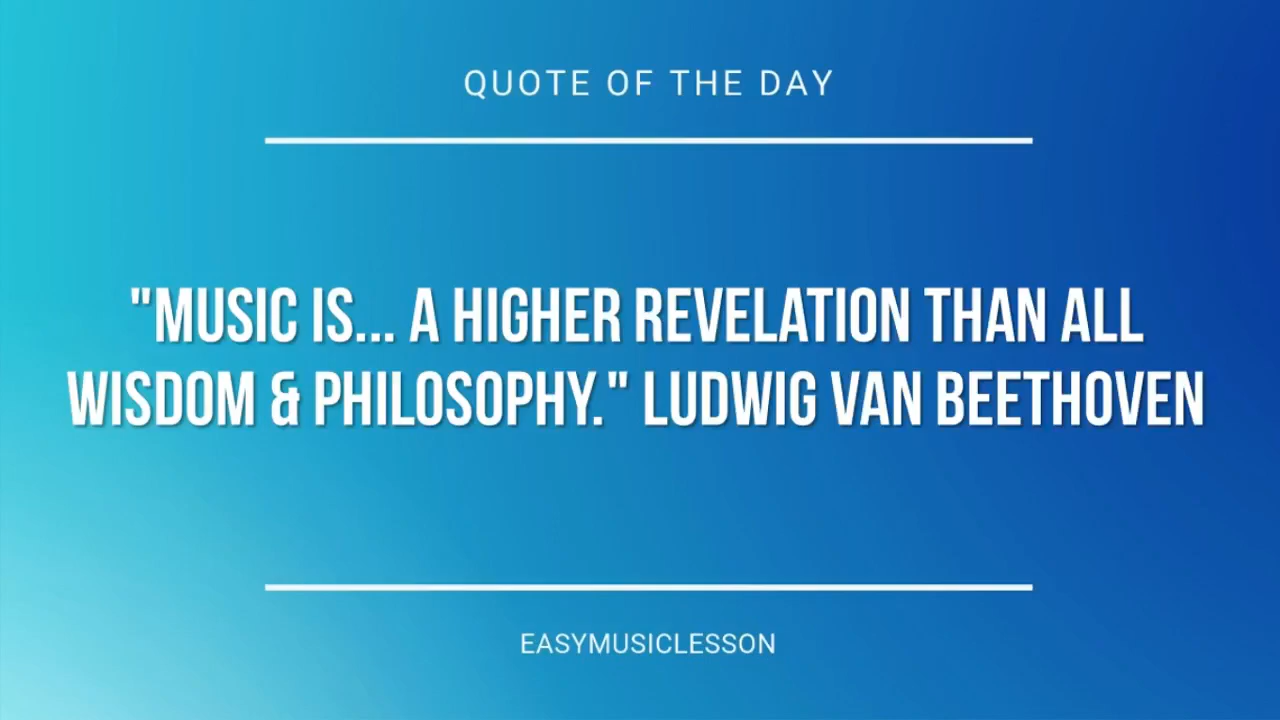 QUOTE OF THE DAY
"MUSIC IS... A HIGHER REVELATION THAN ALL
WISDOM & PHILOSOPHY." LUDWIG VAN BEETHOVEN
EASYMUSICLESSON